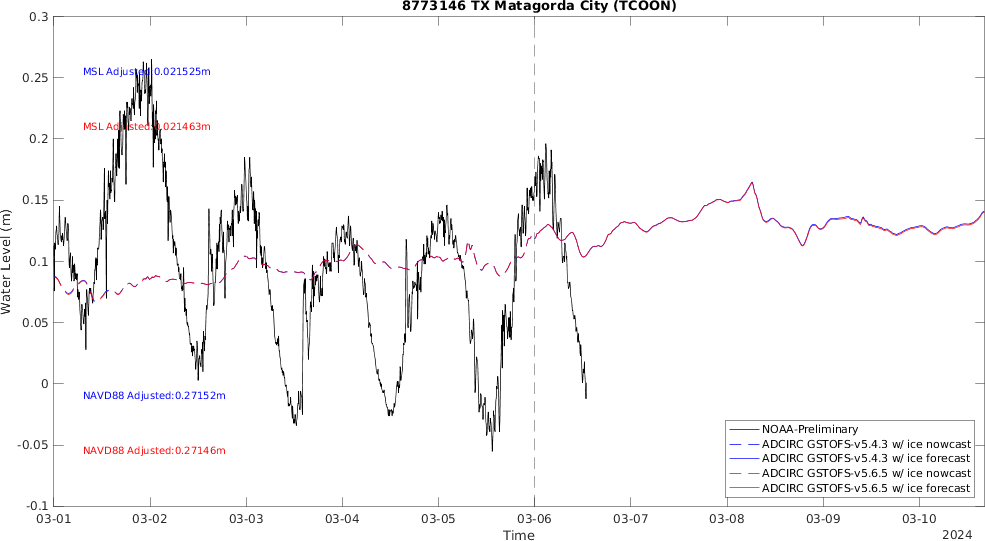 8773146 TX Matagorda City (TCOON)
0.3
0.25
0.2
0.15
0.1
0.05
0
-0.05
-0.1
Water Level (m)
MSL Adjusted:0.021525m
MSL Adjusted:0.021463m
NAVD88 Adjusted:0.27152m
NAVD88 Adjusted:0.27146m
NOAA-Preliminary
ADCIRC GSTOFS-v5.4.3 w/ ice nowcast
ADCIRC GSTOFS-v5.4.3 w/ ice forecast
ADCIRC GSTOFS-v5.6.5 w/ ice nowcast
ADCIRC GSTOFS-v5.6.5 w/ ice forecast
03-01 03-02 03-03 03-04 03-05 03-06 03-07 03-08 03-09 03-10
Time
2024